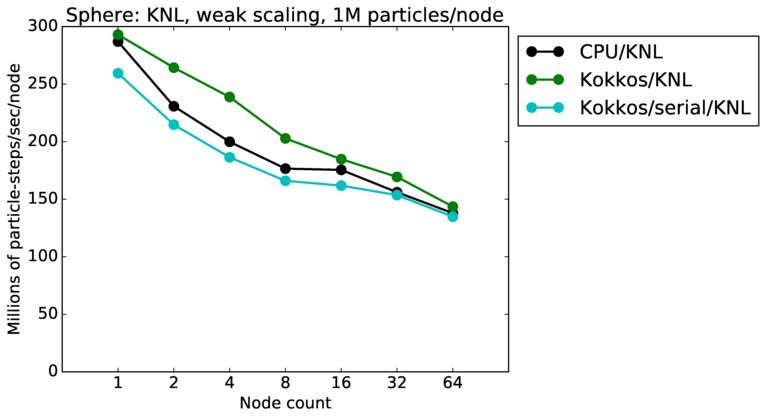 Sphere: KNL, weak scaling, 1M particles/node
300
250
200
150
100
50
0
Millions of particle-steps/sec/node
1 2 4 8 16 32 64
Node count
CPU/KNL
Kokkos/KNL
Kokkos/serial/KNL